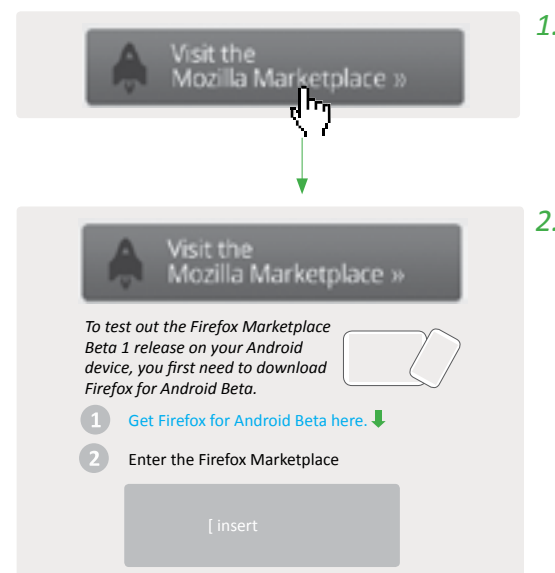 1.
Visit the
Mozilla Marketplace »
2.
Visit the
Mozilla Marketplace »
To test out the Firefox Marketplace
Beta 1 release on your Android
device, you first need to download
Firefox for Android Beta.
1 Get Firefox for Android Beta here.
2 Enter the Firefox Marketplace
[ insert